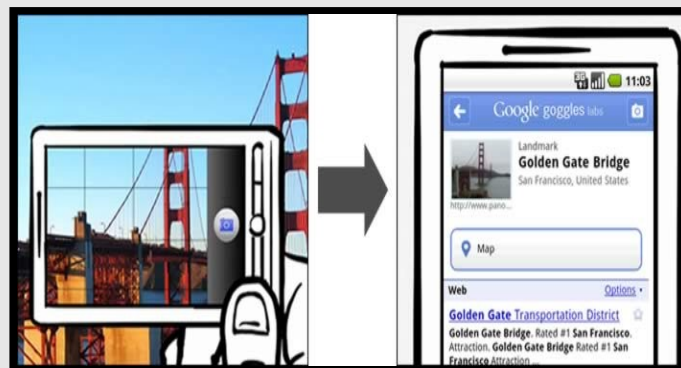 11:03
Google goggles labs
Landmark
Golden Gate Bridge
San Francisco, United States
http://www.pano...
Map
Web Options
Golden Gate Transportation District
Golden Gate Bridge. Rated #1 San Francisco.
Attraction. Golden Gate Bridge Rated #1 San
Francisco Attraction ...